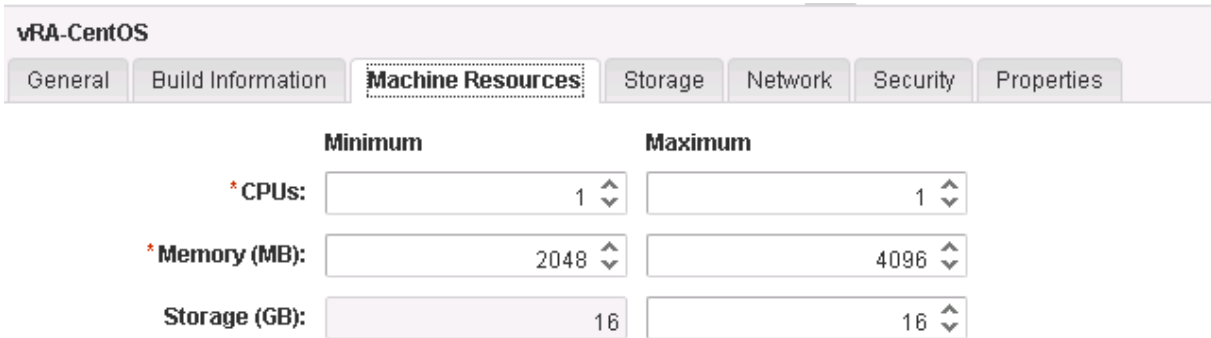 vRA-CentOS
General Build Information Machine Resources Storage Network Security Properties
Minimum Maximum
*CPUs: 1 1
*Memory (MB): 2048 4096
Storage (GB): 16 16